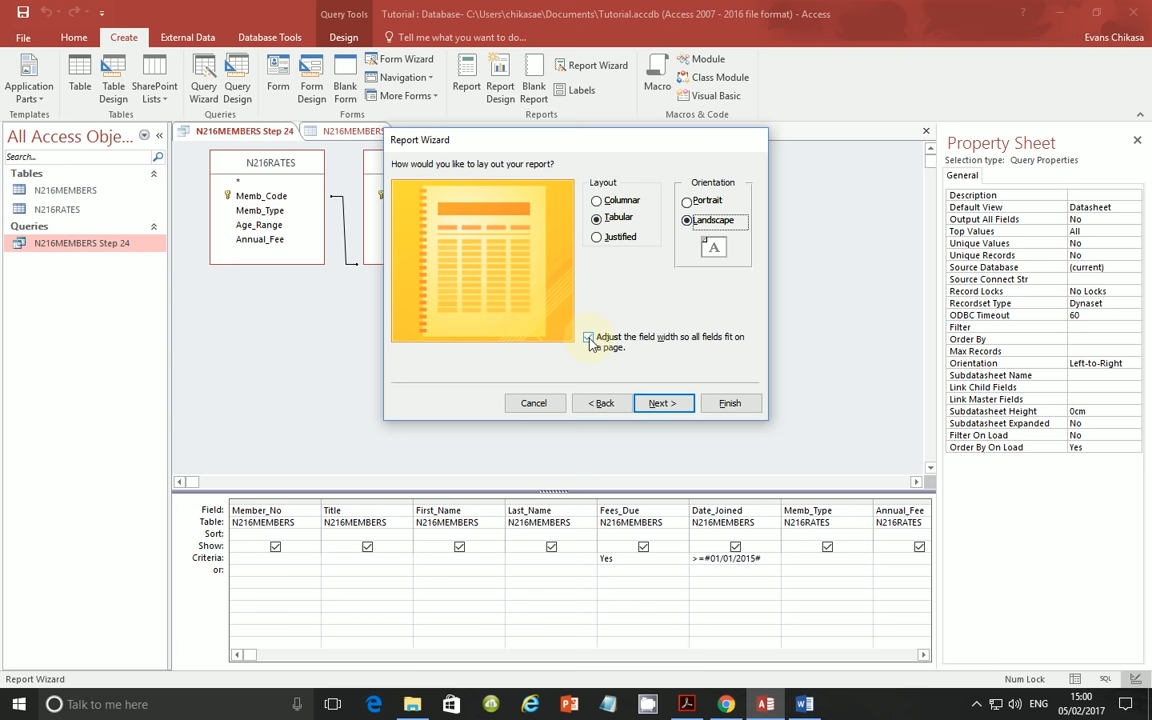 Query Tools
Tutorial : Database- C:\Users\chikasae\Documents\Tutorial.accdb (Access 2007 - 2016 file format) - Access
File
Home
Create
External Data
Database Tools
Design
Tell me what you want to do...
Evans Chikasa
Application
Parts
Table
Table
Design
SharePoint
Lists
Query
Wizard
Query
Design
Form
Form
Design
Blank
Form
Form Wizard
Navigation
More Forms
Report
Report
Design
Blank
Report
Report Wizard
Labels
Macro
Module
Class Module
Visual Basic
Templates
Tables
Queries
Forms
Reports
Macros & Code
All Access Obje...
Search...
Tables
N216MEMBERS
N216RATES
Queries
N216MEMBERS Step 24
N216MEMBERS Step 24
N216MEMBERS
N216RATES
*
Memb_Code
Memb_Type
Age_Range
Annual_Fee
Report Wizard
How would you like to lay out your report?
Layout
Columnar
Tabular
Justified
Orientation
Portrait
Landscape
A
Adjust the field width so all fields fit on
a page.
Cancel
< Back
Next >
Finish
Property Sheet
Selection type: Query Properties
General
Description
Default View Datasheet
Output All Fields No
Top Values All
Unique Values No
Unique Records No
Source Database (current)
Source Connect Str
Record Locks No Locks
Recordset Type Dynaset
ODBC Timeout 60
Filter
Order By
Max Records
Orientation Left-to-Right
Subdatasheet Name
Link Child Fields
Link Master Fields
Subdatasheet Height 0cm
Subdatasheet Expanded No
Filter On Load No
Order By On Load Yes
Field: Member_No Title First_Name Last_Name Fees_Due Date_Joined Memb_Type Annual_Fee
Table: N216MEMBERS N216MEMBERS N216MEMBERS N216MEMBERS N216MEMBERS N216MEMBERS N216RATES N216RATES
Sort:
Show:
Criteria: Yes >=#01/01/2015#
or:
Report Wizard
Num Lock
SQL
Talk to me here
ENG
15:00
05/02/2017